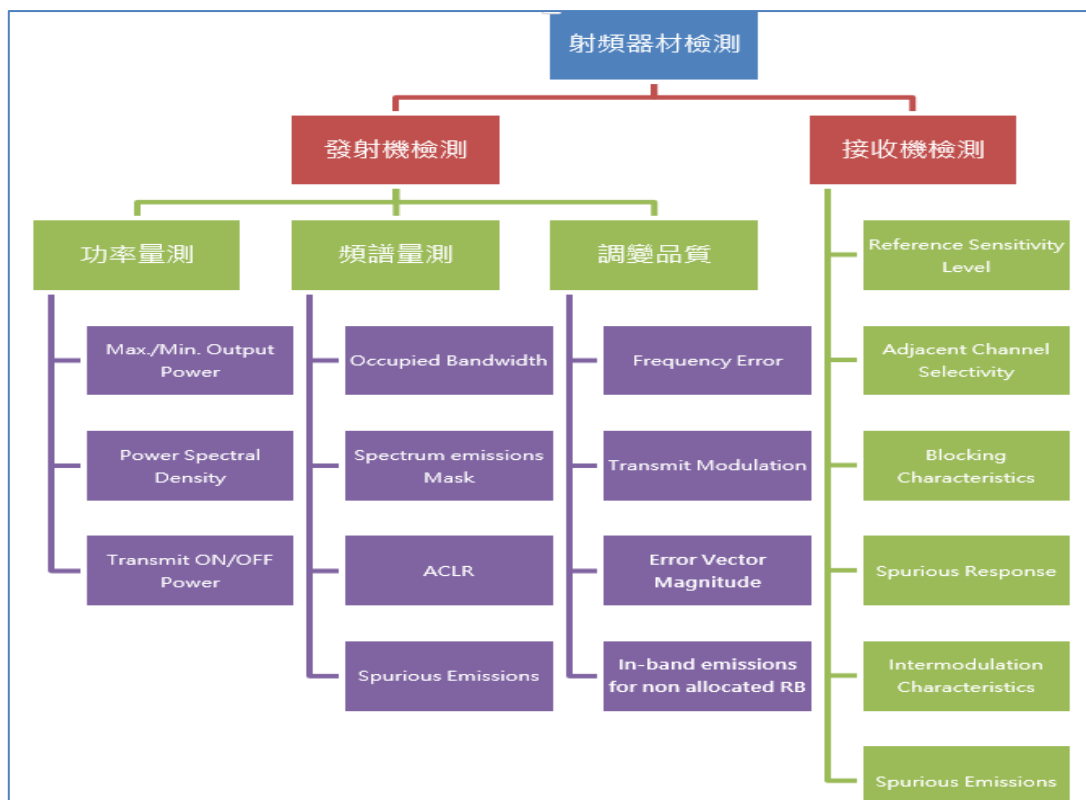 射頻器材檢測
發射機檢測
接收機檢測
功率量測
頻譜量測
調變品質
Max./Min. Output
Power
Power Spectral
Density
Transmit ON/OFF
Power
Occupied Bandwidth
Spectrum emissions
Mask
ACLR
Spurious Emissions
Frequency Error
Transmit Modulation
Error Vector
Magnitude
In-band emissions
for non allocated RB
Reference Sensitivity
Level
Adjacent Channel
Selectivity
Blocking
Characteristics
Spurious Response
Intermodulation
Characteristics
Spurious Emissions